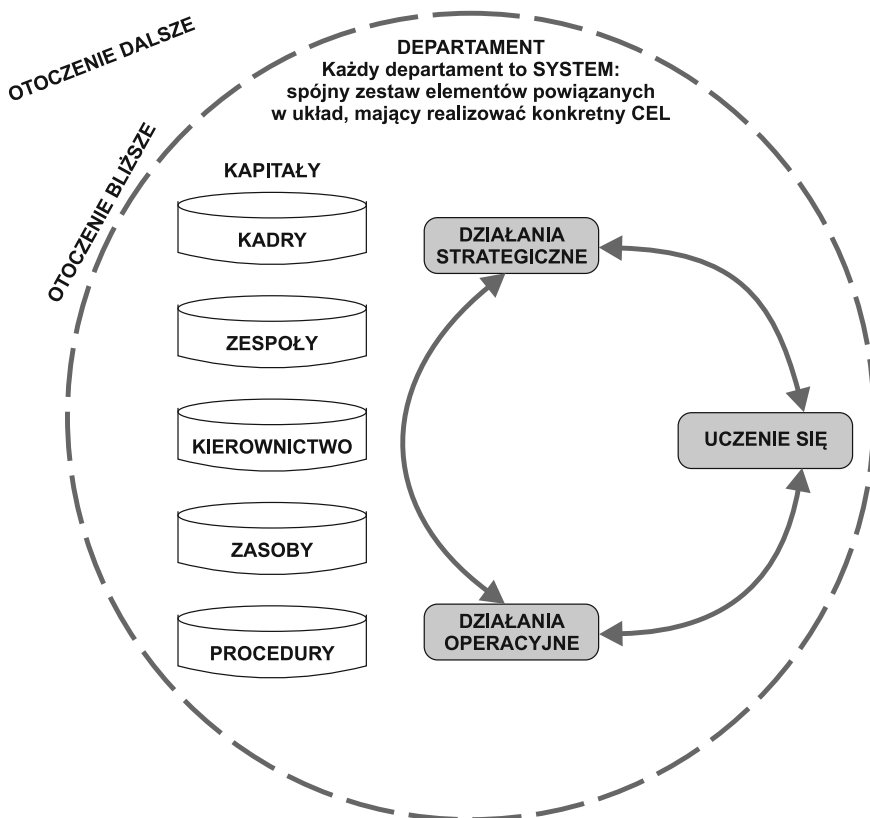 OTOCZENIE DALSZE
OTOCZENIE BLIŻSZE
DEPARTAMENT
Każdy departament to SYSTEM:
spójny zestaw elementów powiązanych
w układ, mający realizować konkretny CEL
KAPITAŁY
KADRY
ZESPOŁY
KIEROWNICTWO
ZASOBY
PROCEDURY
DZIAŁANIA
STRATEGICZNE
UCZENIE SIĘ
DZIAŁANIA
OPERACYJNE